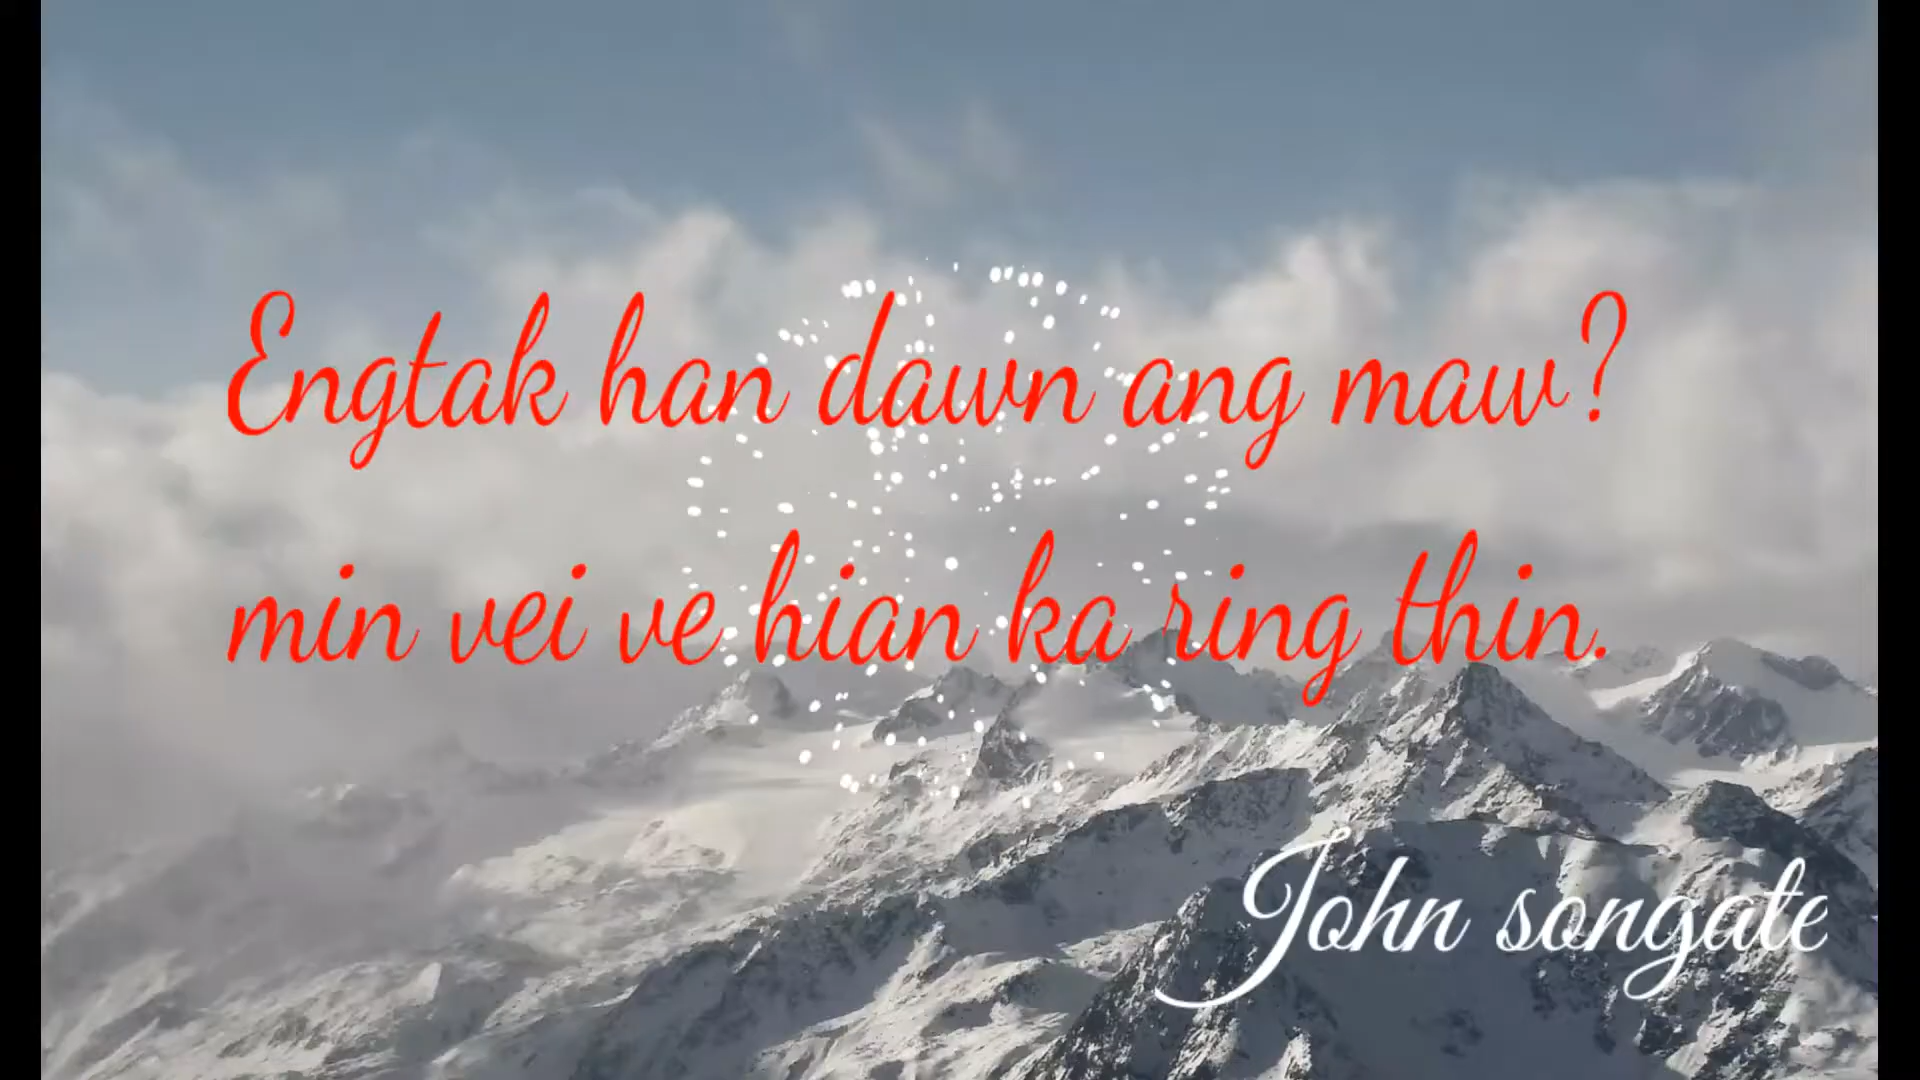 Engtak han dawn ang maw?
min vei ve hian ka ring thin.
John songate